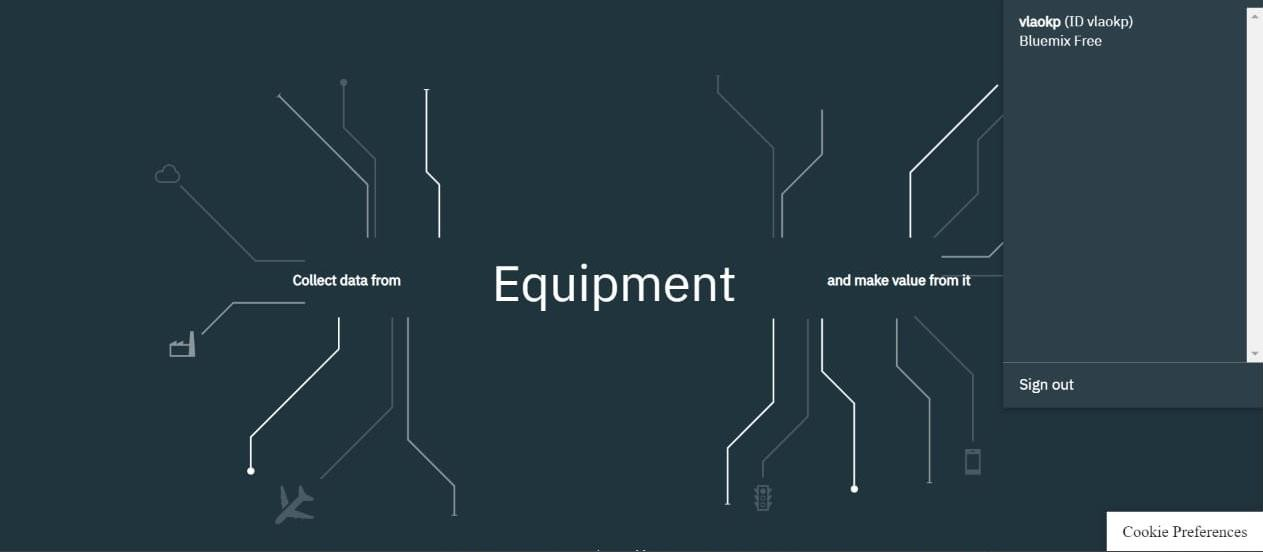 vlaokp (ID vlaokp)
Bluemix Free
Collect data from
Equipment
and make value from it
Sign out
Cookie Preferences